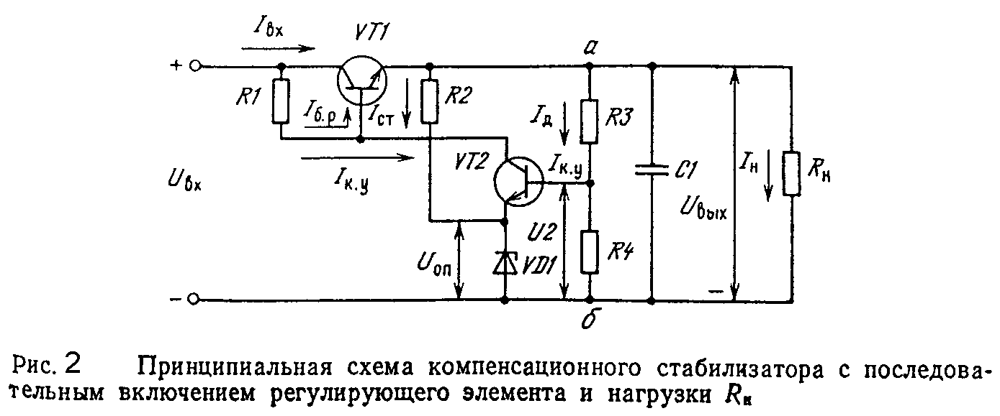 Iвх
VT1
а
+
R1
Iб.р
Iст
R2
Iд
R3
VT2
Iк.у
Iк.у
Uвх
C1
Iн
Rн
Uвых
U2
R4
Uоп
VD1
–
–
б
Рис. 2 Принципиальная схема компенсационного стабилизатора с последова-
тельным включением регулирующего элемента и нагрузки Rн